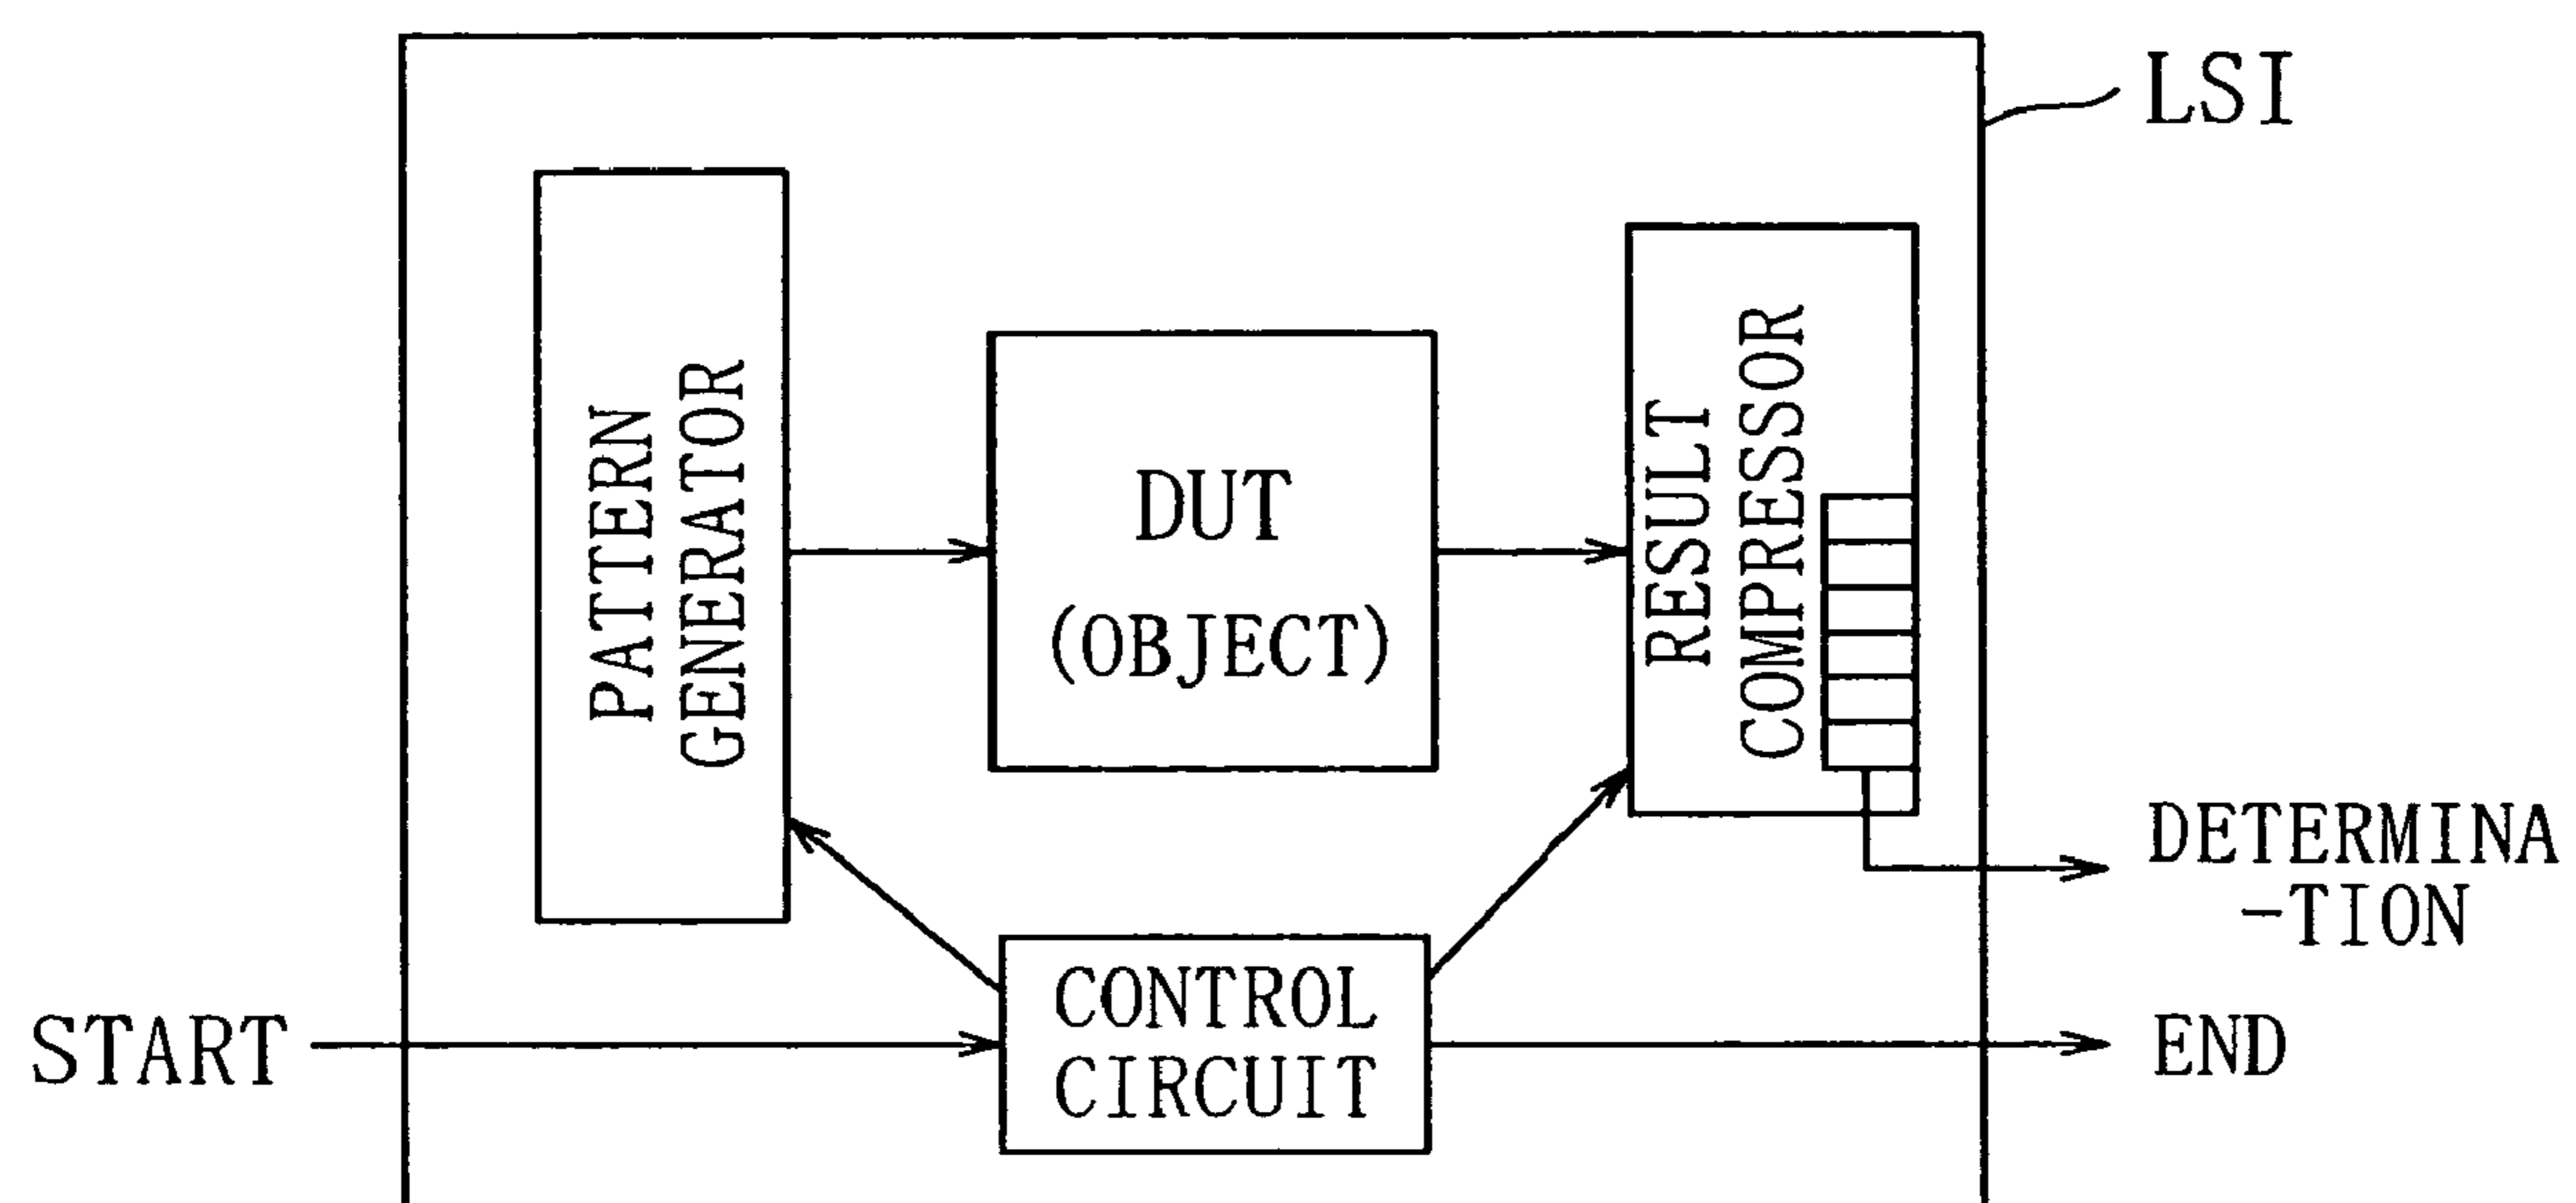 LSI
PATTERN
GENERATOR
DUT
(OBJECT)
RESULT
COMPRESSOR
DETERMINA
-TION
START
CONTROL
CIRCUIT
END